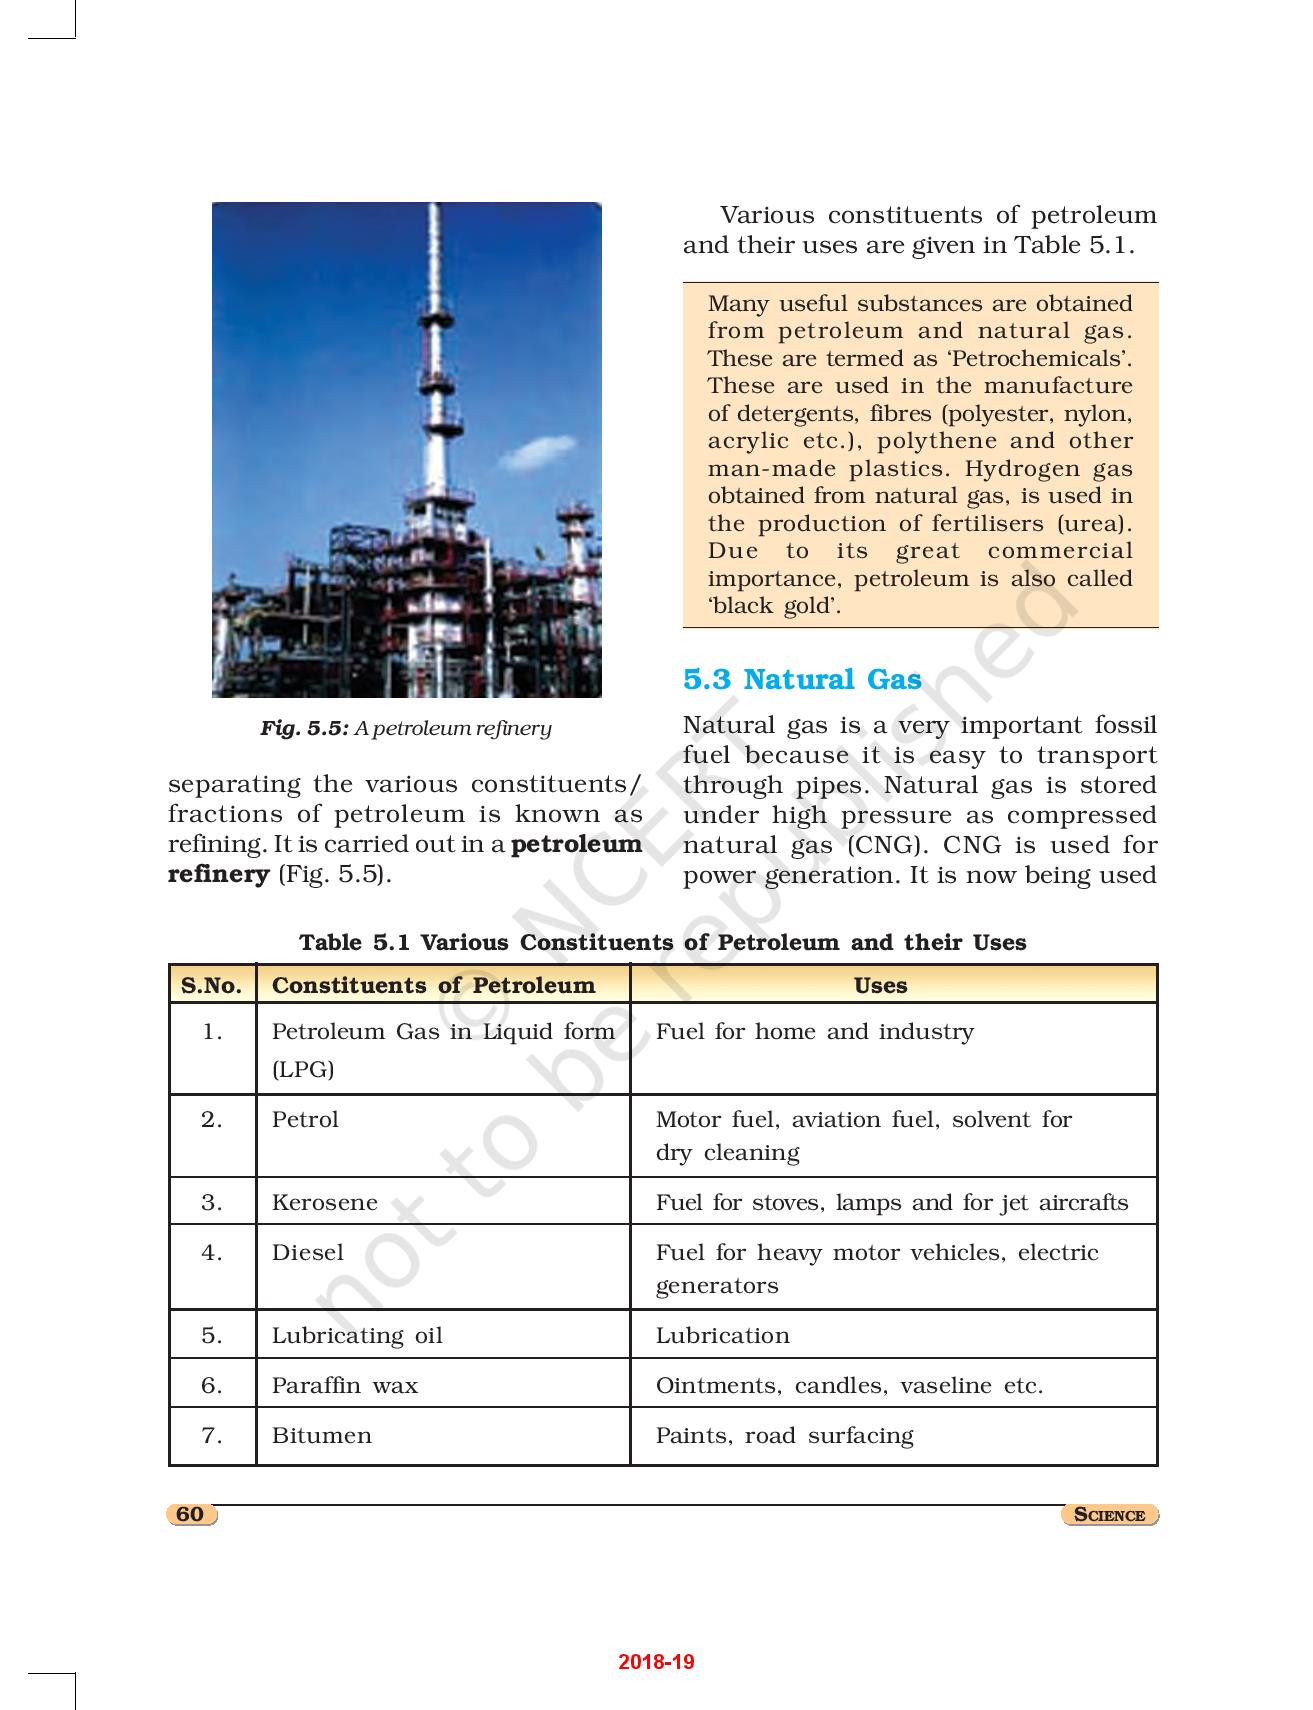 Fig. 5.5: A petroleum refinery
separating the various constituents/
fractions of petroleum is known as
refining. It is carried out in a petroleum
refinery (Fig. 5.5).
Various constituents of petroleum
and their uses are given in Table 5.1.
Many useful substances are obtained
from petroleum and natural gas.
These are termed as ‘Petrochemicals’.
These are used in the manufacture
of detergents, fibres (polyester, nylon,
acrylic etc.), polythene and other
man-made plastics. Hydrogen gas
obtained from natural gas, is used in
the production of fertilisers (urea).
Due to its great commercial
importance, petroleum is also called
‘black gold’.
5.3 Natural Gas
Natural gas is a very important fossil
fuel because it is easy to transport
through pipes. Natural gas is stored
under high pressure as compressed
natural gas (CNG). CNG is used for
power generation. It is now being used
Table 5.1 Various Constituents of Petroleum and their Uses
S.No. Constituents of Petroleum Uses
1. Petroleum Gas in Liquid form Fuel for home and industry
(LPG)
2. Petrol Motor fuel, aviation fuel, solvent for
dry cleaning
3. Kerosene Fuel for stoves, lamps and for jet aircrafts
4. Diesel Fuel for heavy motor vehicles, electric
generators
5. Lubricating oil Lubrication
6. Paraffin wax Ointments, candles, vaseline etc.
7. Bitumen Paints, road surfacing
© NCERT
not to be republished
60 SCIENCE
2018-19